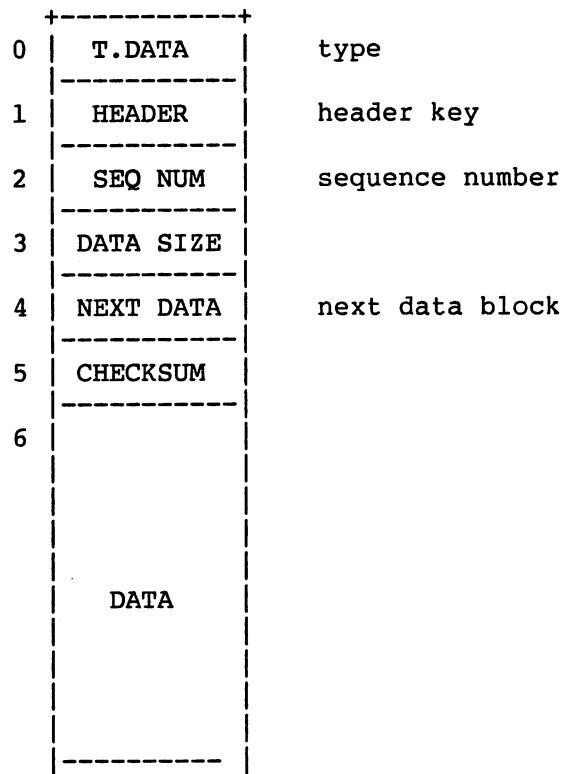 0 T.DATA type
1 HEADER header key
2 SEQ NUM sequence number
3 DATA SIZE
4 NEXT DATA next data block
5 CHECKSUM
6
DATA